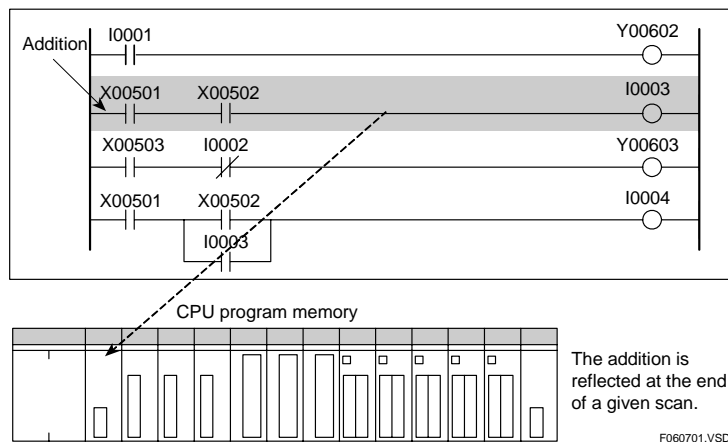 I0001 Y00602
Addition
X00501 X00502 I0003
X00503 I0002 Y00603
X00501 X00502 I0004
I0003
CPU program memory
The addition is
reflected at the end
of a given scan.
F060701.VSD